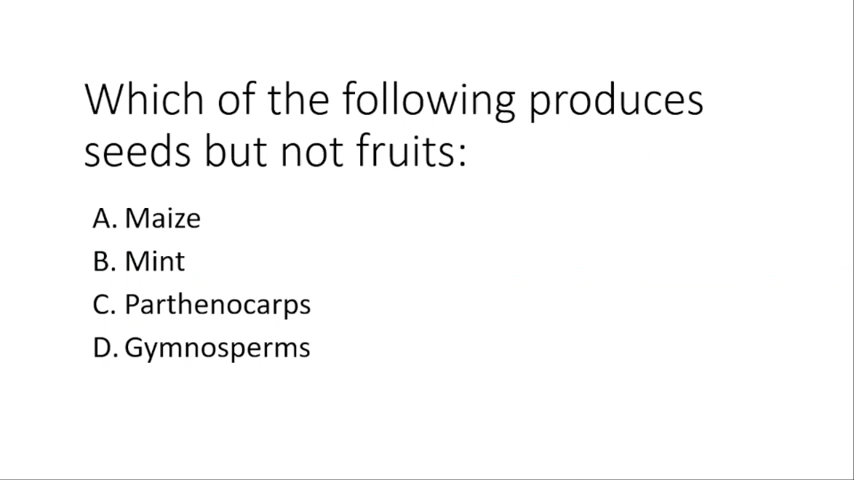 Which of the following produces
seeds but not fruits:
A. Maize
B. Mint
C. Parthenocarps
D. Gymnosperms